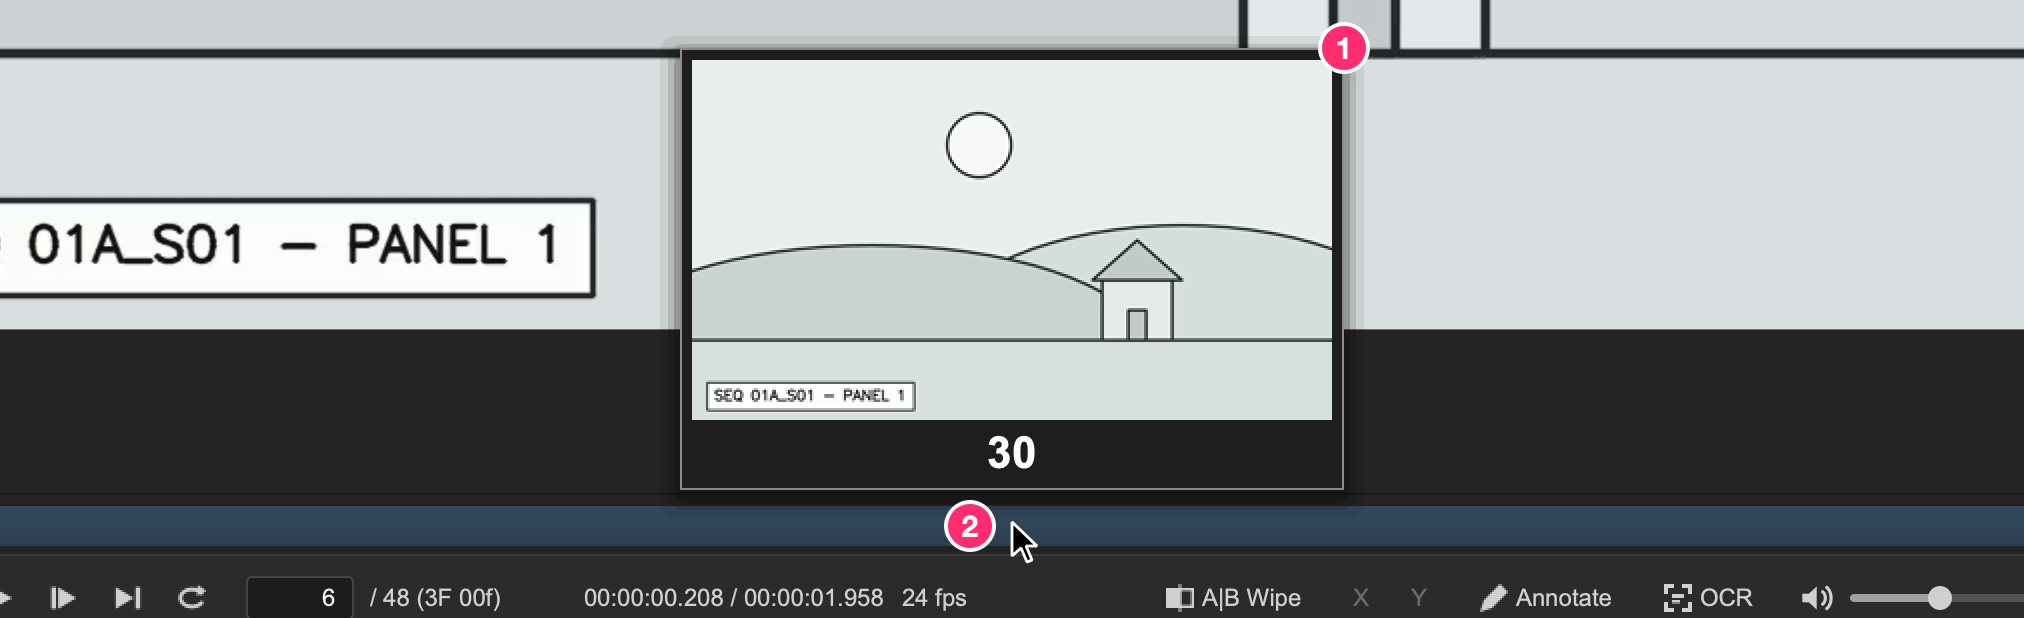 1
01A_S01 – PANEL 1
SEQ 01A_S01 – PANEL 1
30
2
6 / 48 (3F 00f) 00:00:00.208 / 00:00:01.958 24 fps A|B Wipe X Y Annotate OCR